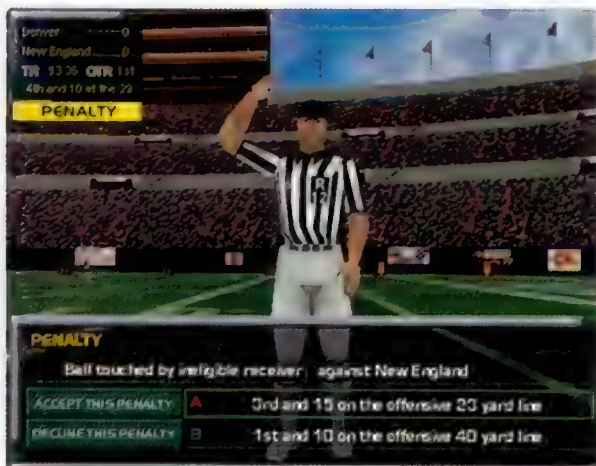 Denver 0
New England 0
TR 93 36 QTR 1st
4th and 10 at the 23
PENALTY
R
PENALTY
Ball touched by ineligible receiver, against New England
ACCEPT THIS PENALTY A 3rd and 15 on the offensive 23 yard line
DECLINE THIS PENALTY B 1st and 10 on the offensive 40 yard line